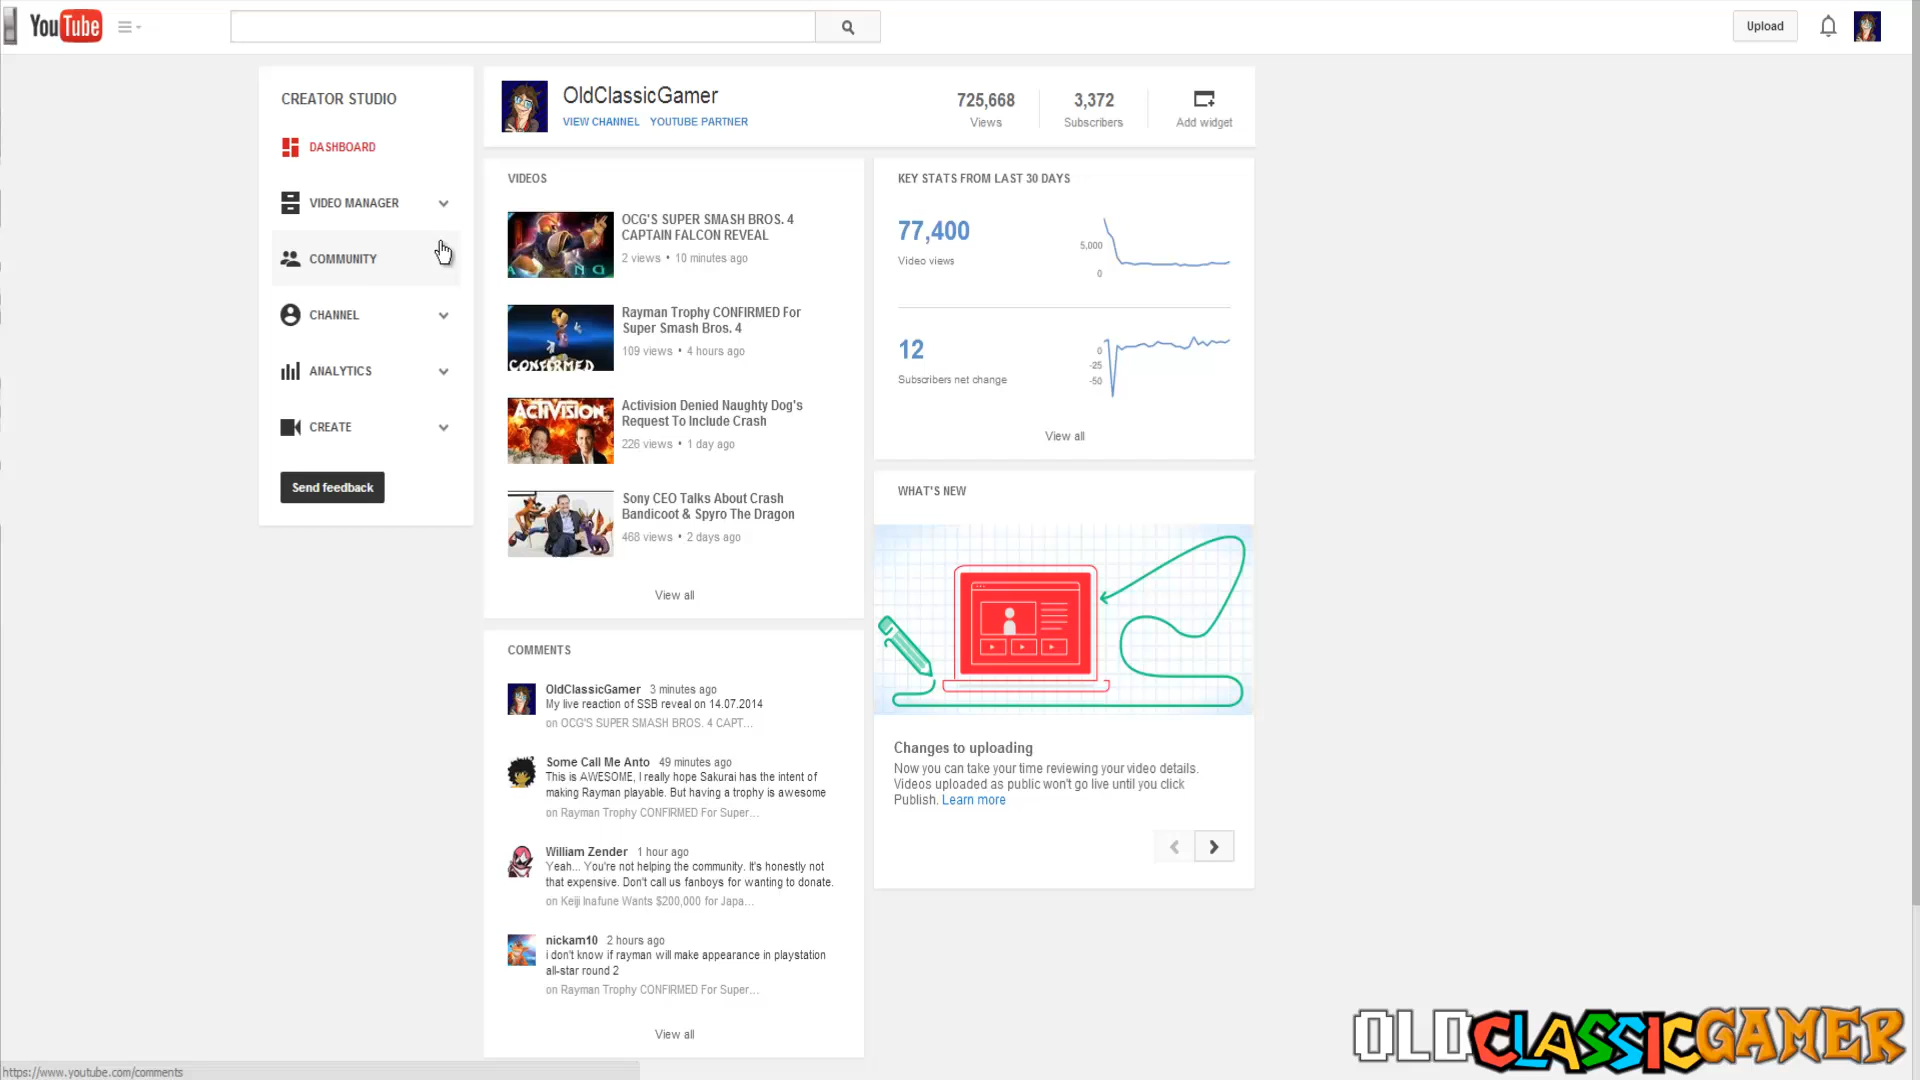 YouTube
Upload
CREATOR STUDIO
DASHBOARD
VIDEO MANAGER
COMMUNITY
CHANNEL
ANALYTICS
CREATE
Send feedback
OldClassicGamer
VIEW CHANNEL YOUTUBE PARTNER
725,668
Views
3,372
Subscribers
Add widget
VIDEOS
OCG'S SUPER SMASH BROS. 4
CAPTAIN FALCON REVEAL
2 views • 10 minutes ago
Rayman Trophy CONFIRMED For
Super Smash Bros. 4
109 views • 4 hours ago
CONFIRMED
Activision Denied Naughty Dog's
Request To Include Crash
226 views • 1 day ago
ACTIVISION
Sony CEO Talks About Crash
Bandicoot & Spyro The Dragon
468 views • 2 days ago
View all
COMMENTS
OldClassicGamer 3 minutes ago
My live reaction of SSB reveal on 14.07.2014
on OCG'S SUPER SMASH BROS. 4 CAPT...
Some Call Me Anto 49 minutes ago
This is AWESOME, I really hope Sakurai has the intent of
making Rayman playable. But having a trophy is awesome
on Rayman Trophy CONFIRMED For Super...
William Zender 1 hour ago
Yeah... You're not helping the community. It's honestly not
that expensive. Don't call us fanboys for wanting to donate.
on Keiji Inafune Wants $200,000 for Japa...
nickam10 2 hours ago
i don't know if rayman will make appearance in playstation
all-star round 2
on Rayman Trophy CONFIRMED For Super...
View all
KEY STATS FROM LAST 30 DAYS
77,400
Video views
5,000
0
12
Subscribers net change
0
-25
-50
View all
WHAT'S NEW
Changes to uploading
Now you can take your time reviewing your video details.
Videos uploaded as public won't go live until you click
Publish. Learn more
OLDCLASSICGAMER
https://www.youtube.com/comments